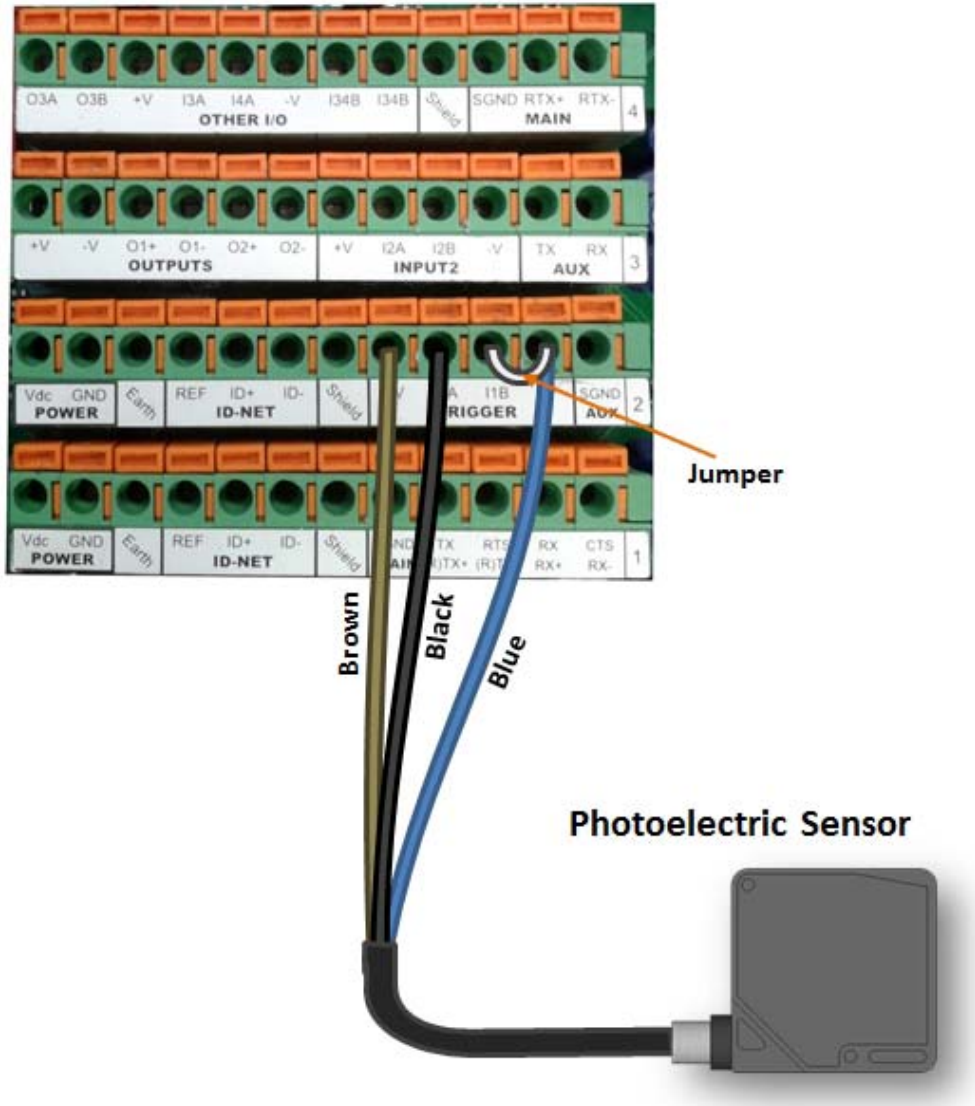 O3A O3B +V I3A I4A -V I34B I34B Shield SGND RTX+ RTX-
OTHER I/O MAIN 4
+V -V O1+ O1- O2+ O2- +V I2A I2B -V TX RX
OUTPUTS INPUT2 AUX 3
Vdc GND Earth REF ID+ ID- Shield I1B SGND
POWER ID-NET RIGGER AUX 2
Jumper
Vdc GND Earth REF ID+ ID- Shield TX RTS RX CTS
POWER ID-NET RX+ RX- 1
Brown
Black
Blue
Photoelectric Sensor